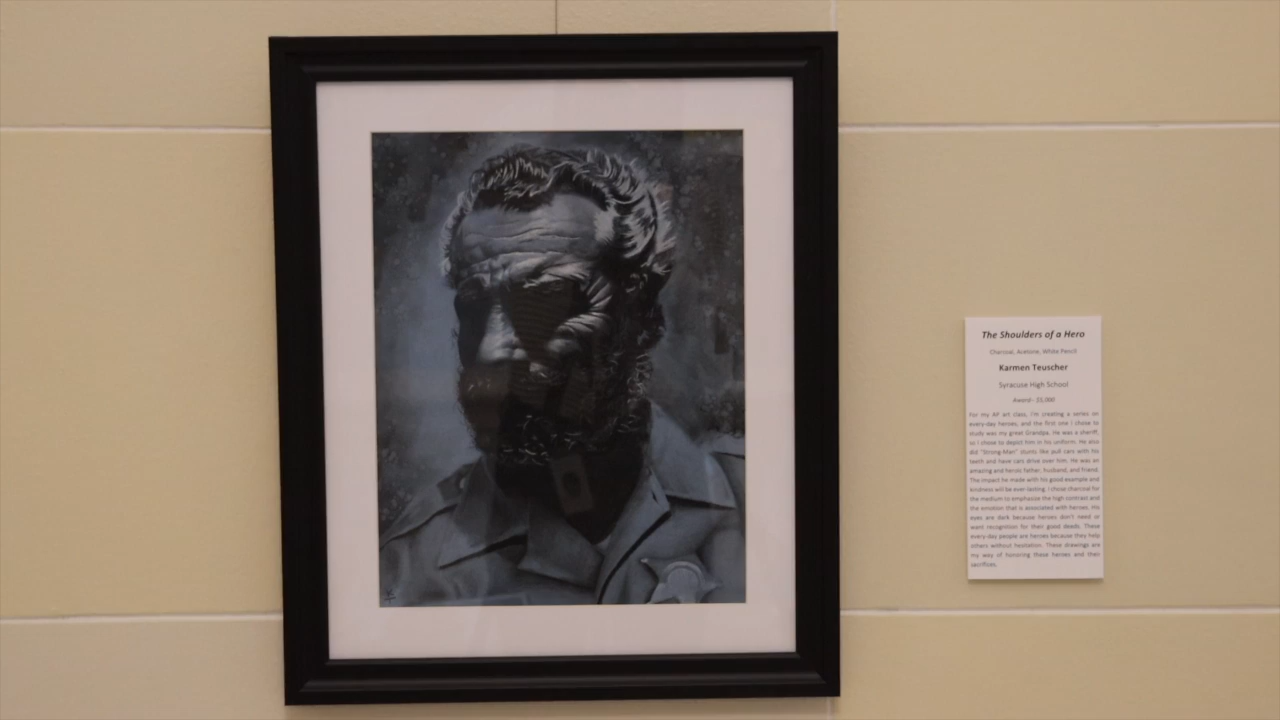 The Shoulders of a Hero
Charcoal, Acetone, White Pencil
Karmen Teuscher
Syracuse High School
Award - $1,000
For my AP art class, I'm creating a series on
every-day heroes, and the first one I chose to
study was my great Grandpa. He was a sheriff,
so I chose to depict him in his uniform. He also
did "Strong-Man" stunts like pull cars with his
teeth and have cars drive over him. He was an
amazing and heroic father, husband, and friend.
The impact he made with his good example and
kindness will be ever-lasting. I chose charcoal for
the medium to emphasize the high contrast and
the emotion that is associated with heroes. His
eyes are dark because heroes don't need or
want recognition for their good deeds. These
every-day people are heroes because they help
others without hesitation. These drawings are
my way of honoring these heroes and their
sacrifices.